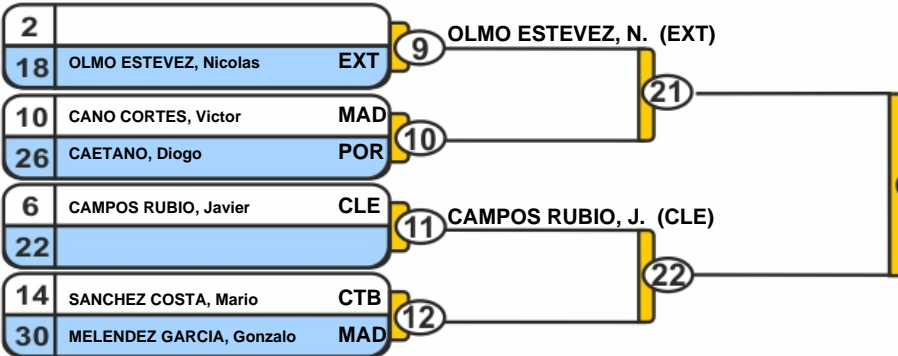 2
18 OLMO ESTEVEZ, Nicolas EXT
9 OLMO ESTEVEZ, N. (EXT)
21
10 CANO CORTES, Victor MAD
26 CAETANO, Diogo POR
10
6 CAMPOS RUBIO, Javier CLE
22
11 CAMPOS RUBIO, J. (CLE)
22
14 SANCHEZ COSTA, Mario CTB
30 MELENDEZ GARCIA, Gonzalo MAD
12